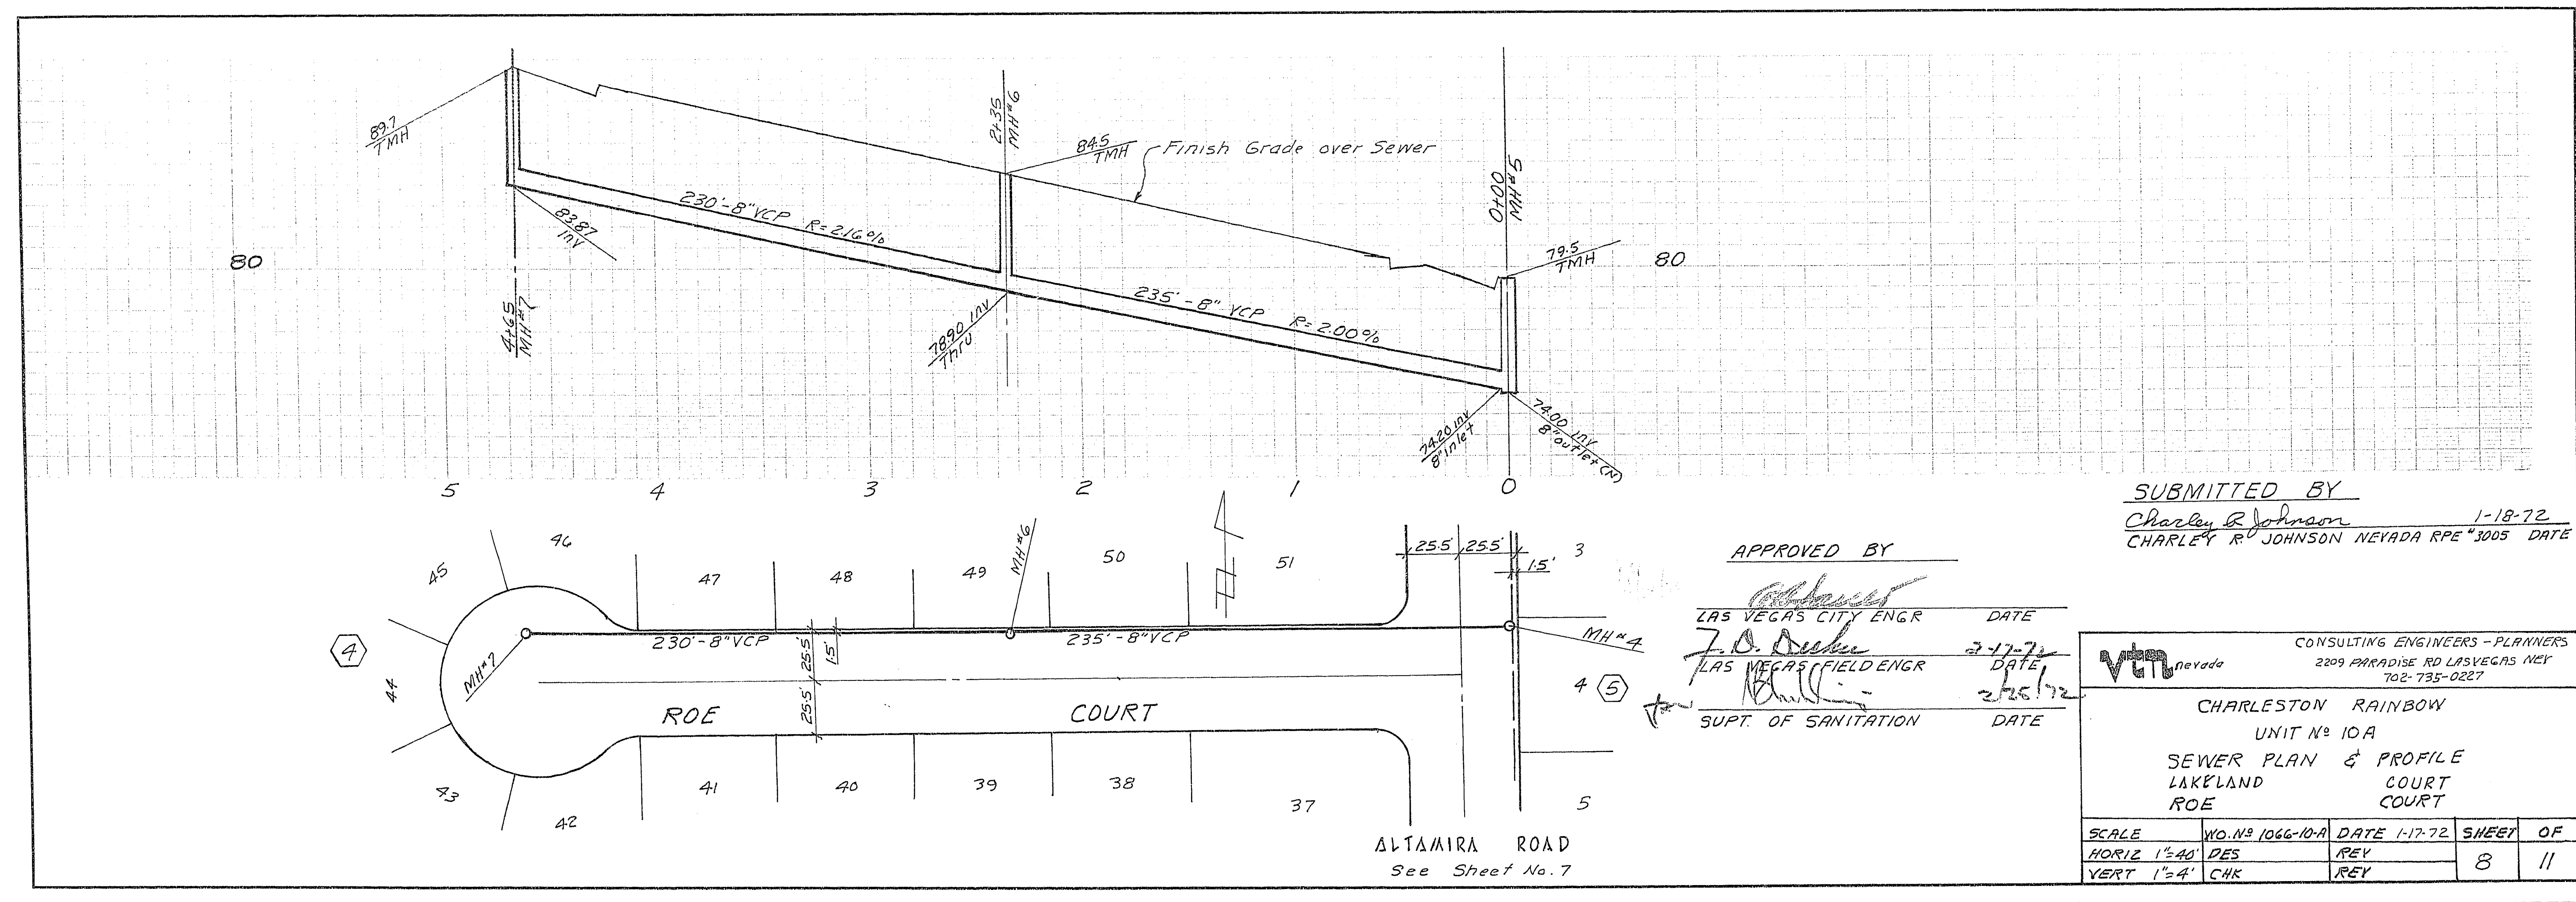 89.7
TMH
2+35
MH#6
84.5
TMH
Finish Grade over Sewer
0+00
MH#5
230'-8" VCP R=2.16%
83.87
Inv
79.5
TMH
80
80
4+65
MH#7
78.90 Inv
Thru
235'-8" VCP R=2.00%
74.20 Inv
8" Inlet
74.00 Inv
8" outlet (N)
5 4 3 2 1 0
SUBMITTED BY
Charley R Johnson 1-18-72
CHARLEY R. JOHNSON NEVADA RPE #3005 DATE
46
45
47
48
49
MH#6
50
51
25.5' 25.5'
1.5'
3
APPROVED BY
LAS VEGAS CITY ENGR DATE
2-17-72
LAS VEGAS FIELD ENGR DATE
for
2/25/72
SUPT. OF SANITATION DATE
4
230'-8" VCP
25.5'
1.5'
235'-8" VCP
MH#4
MH#7
44
4 5
ROE COURT
25.5'
43
42
41
40
39
38
37
5
ALTAMIRA ROAD
See Sheet No. 7
vtn nevada
CONSULTING ENGINEERS - PLANNERS
2209 PARADISE RD LAS VEGAS NEV
702-735-0227
CHARLESTON RAINBOW
UNIT Nº 10A
SEWER PLAN & PROFILE
LAKELAND COURT
ROE COURT
SCALE WO. Nº 1066-10-A DATE 1-17-72 SHEET OF
HORIZ 1"=40' DES REV 8 11
VERT 1"=4' CHK REV